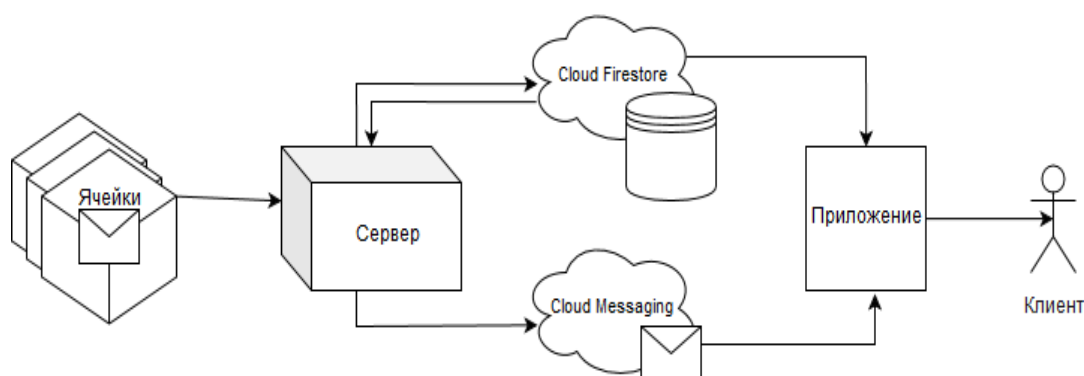 Cloud Firestore
Ячейки
Сервер
Приложение
Cloud Messaging
Клиент